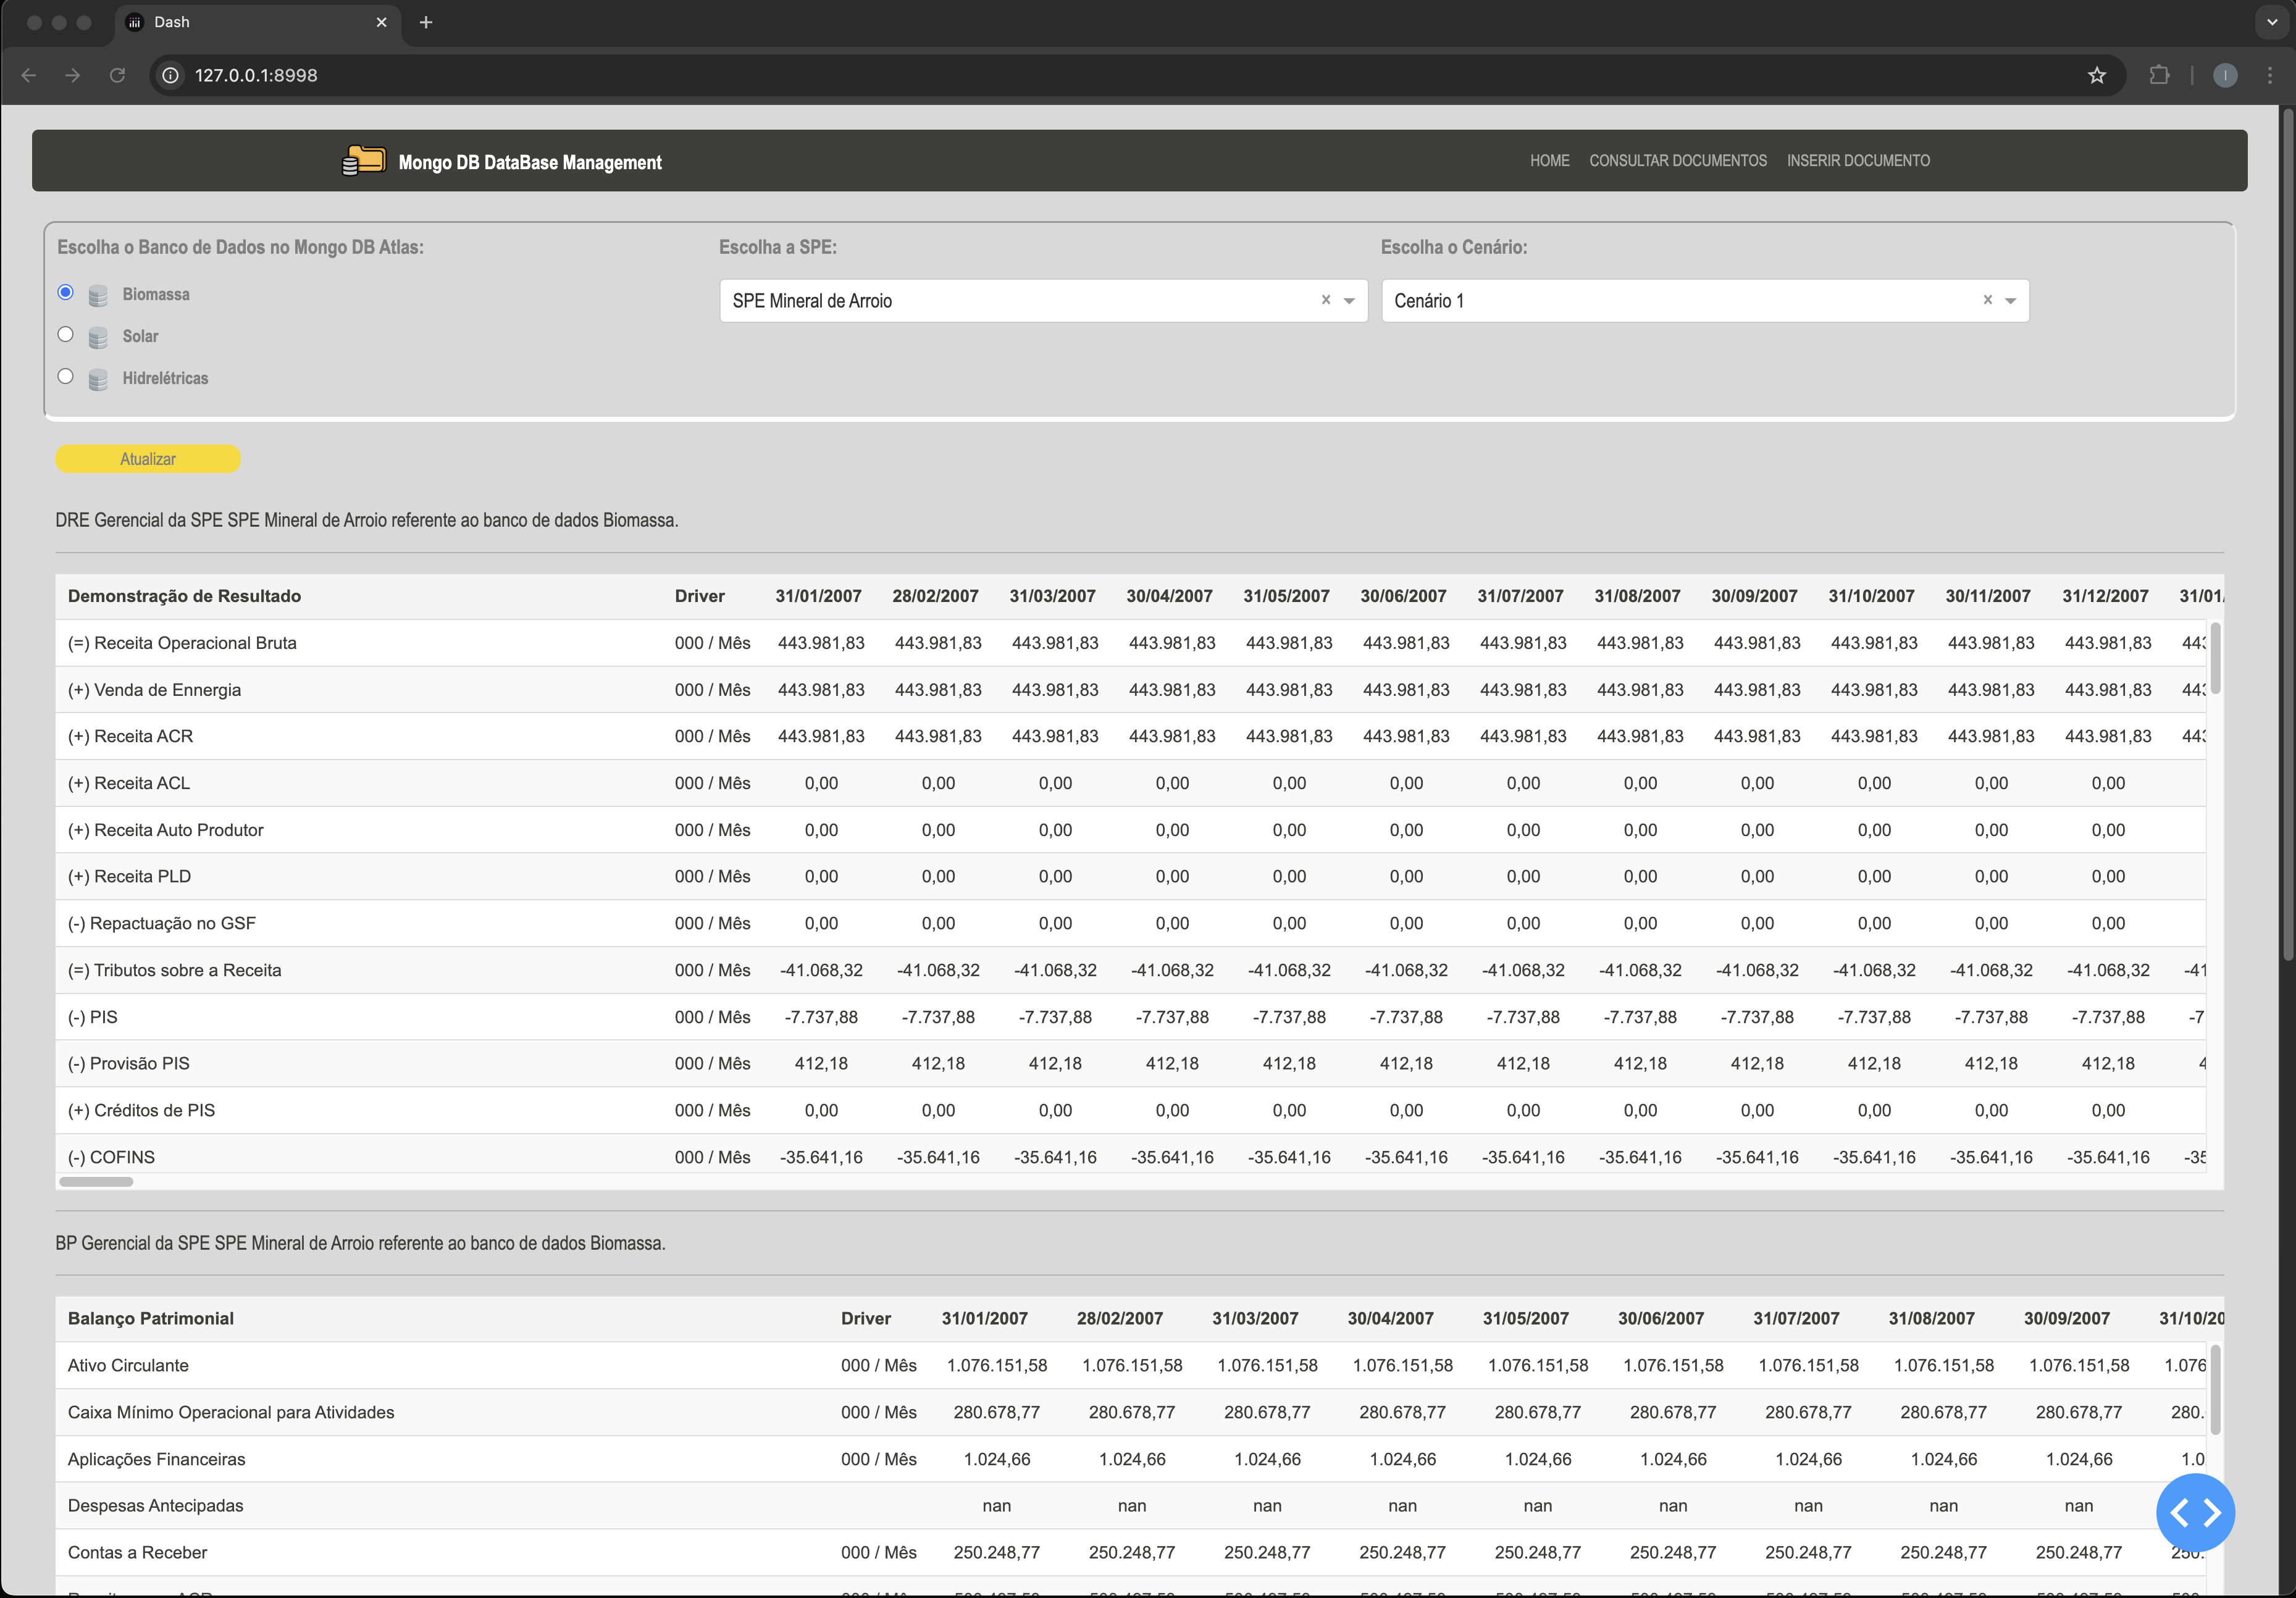 Dash
127.0.0.1:8998
I
Mongo DB DataBase Management HOME CONSULTAR DOCUMENTOS INSERIR DOCUMENTO
Escolha o Banco de Dados no Mongo DB Atlas: Escolha a SPE: Escolha o Cenário:
Biomassa SPE Mineral de Arroio × Cenário 1 ×
Solar
Hidrelétricas
Atualizar
DRE Gerencial da SPE SPE Mineral de Arroio referente ao banco de dados Biomassa.
Demonstração de Resultado Driver 31/01/2007 28/02/2007 31/03/2007 30/04/2007 31/05/2007 30/06/2007 31/07/2007 31/08/2007 30/09/2007 31/10/2007 30/11/2007 31/12/2007 31/01/
(=) Receita Operacional Bruta 000 / Mês 443.981,83 443.981,83 443.981,83 443.981,83 443.981,83 443.981,83 443.981,83 443.981,83 443.981,83 443.981,83 443.981,83 443.981,83 443
(+) Venda de Ennergia 000 / Mês 443.981,83 443.981,83 443.981,83 443.981,83 443.981,83 443.981,83 443.981,83 443.981,83 443.981,83 443.981,83 443.981,83 443.981,83 443
(+) Receita ACR 000 / Mês 443.981,83 443.981,83 443.981,83 443.981,83 443.981,83 443.981,83 443.981,83 443.981,83 443.981,83 443.981,83 443.981,83 443.981,83 443
(+) Receita ACL 000 / Mês 0,00 0,00 0,00 0,00 0,00 0,00 0,00 0,00 0,00 0,00 0,00 0,00
(+) Receita Auto Produtor 000 / Mês 0,00 0,00 0,00 0,00 0,00 0,00 0,00 0,00 0,00 0,00 0,00 0,00
(+) Receita PLD 000 / Mês 0,00 0,00 0,00 0,00 0,00 0,00 0,00 0,00 0,00 0,00 0,00 0,00
(-) Repactuação no GSF 000 / Mês 0,00 0,00 0,00 0,00 0,00 0,00 0,00 0,00 0,00 0,00 0,00 0,00
(=) Tributos sobre a Receita 000 / Mês -41.068,32 -41.068,32 -41.068,32 -41.068,32 -41.068,32 -41.068,32 -41.068,32 -41.068,32 -41.068,32 -41.068,32 -41.068,32 -41.068,32 -41
(-) PIS 000 / Mês -7.737,88 -7.737,88 -7.737,88 -7.737,88 -7.737,88 -7.737,88 -7.737,88 -7.737,88 -7.737,88 -7.737,88 -7.737,88 -7.737,88 -7
(-) Provisão PIS 000 / Mês 412,18 412,18 412,18 412,18 412,18 412,18 412,18 412,18 412,18 412,18 412,18 412,18 4
(+) Créditos de PIS 000 / Mês 0,00 0,00 0,00 0,00 0,00 0,00 0,00 0,00 0,00 0,00 0,00 0,00
(-) COFINS 000 / Mês -35.641,16 -35.641,16 -35.641,16 -35.641,16 -35.641,16 -35.641,16 -35.641,16 -35.641,16 -35.641,16 -35.641,16 -35.641,16 -35.641,16 -35
BP Gerencial da SPE SPE Mineral de Arroio referente ao banco de dados Biomassa.
Balanço Patrimonial Driver 31/01/2007 28/02/2007 31/03/2007 30/04/2007 31/05/2007 30/06/2007 31/07/2007 31/08/2007 30/09/2007 31/10/20
Ativo Circulante 000 / Mês 1.076.151,58 1.076.151,58 1.076.151,58 1.076.151,58 1.076.151,58 1.076.151,58 1.076.151,58 1.076.151,58 1.076.151,58 1.076
Caixa Mínimo Operacional para Atividades 000 / Mês 280.678,77 280.678,77 280.678,77 280.678,77 280.678,77 280.678,77 280.678,77 280.678,77 280.678,77 280.
Aplicações Financeiras 000 / Mês 1.024,66 1.024,66 1.024,66 1.024,66 1.024,66 1.024,66 1.024,66 1.024,66 1.024,66 1.0
Despesas Antecipadas nan nan nan nan nan nan nan nan nan
Contas a Receber 000 / Mês 250.248,77 250.248,77 250.248,77 250.248,77 250.248,77 250.248,77 250.248,77 250.248,77 250.248,77 250.